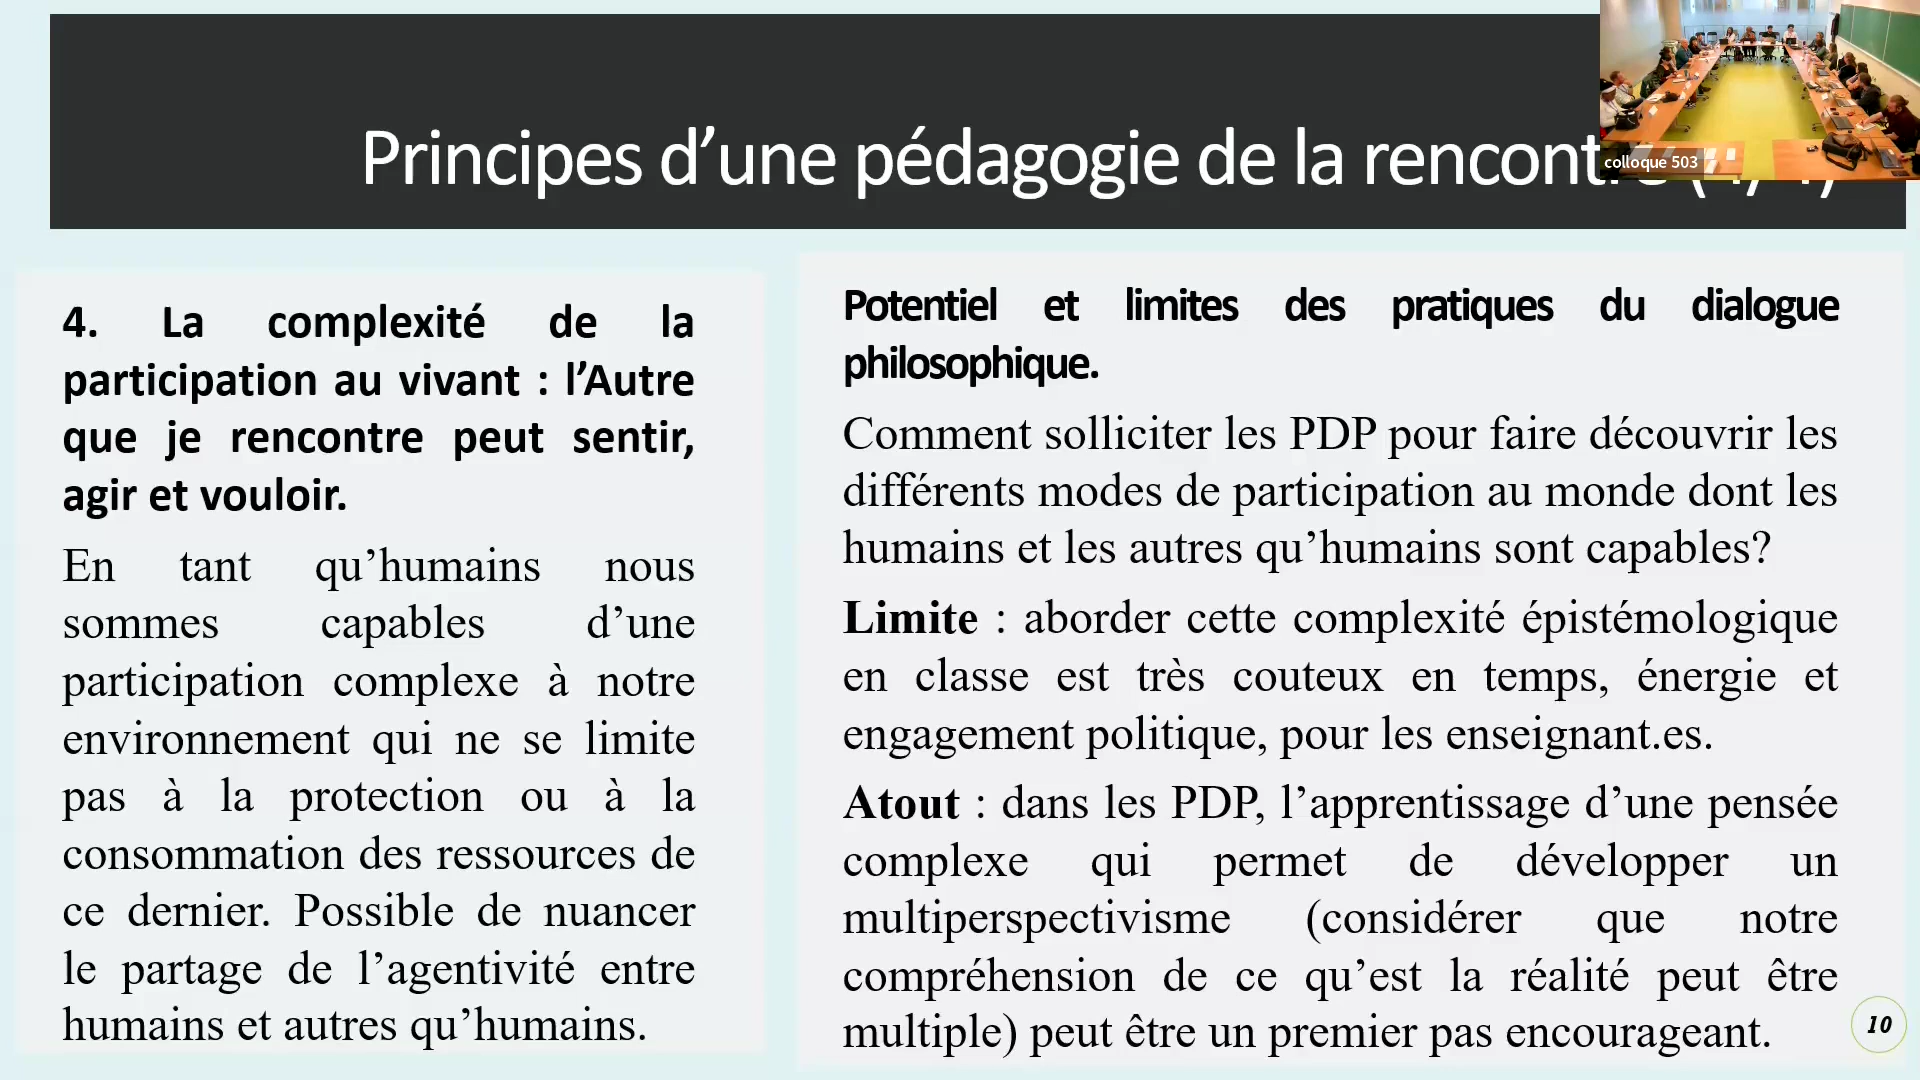 Principes d’une pédagogie de la rencont
colloque 503
4. La complexité de la
participation au vivant : l’Autre
que je rencontre peut sentir,
agir et vouloir.
En tant qu’humains nous
sommes capables d’une
participation complexe à notre
environnement qui ne se limite
pas à la protection ou à la
consommation des ressources de
ce dernier. Possible de nuancer
le partage de l’agentivité entre
humains et autres qu’humains.
Potentiel et limites des pratiques du dialogue
philosophique.
Comment solliciter les PDP pour faire découvrir les
différents modes de participation au monde dont les
humains et les autres qu’humains sont capables?
Limite : aborder cette complexité épistémologique
en classe est très couteux en temps, énergie et
engagement politique, pour les enseignant.es.
Atout : dans les PDP, l’apprentissage d’une pensée
complexe qui permet de développer un
multiperspectivisme (considérer que notre
compréhension de ce qu’est la réalité peut être
multiple) peut être un premier pas encourageant.
10